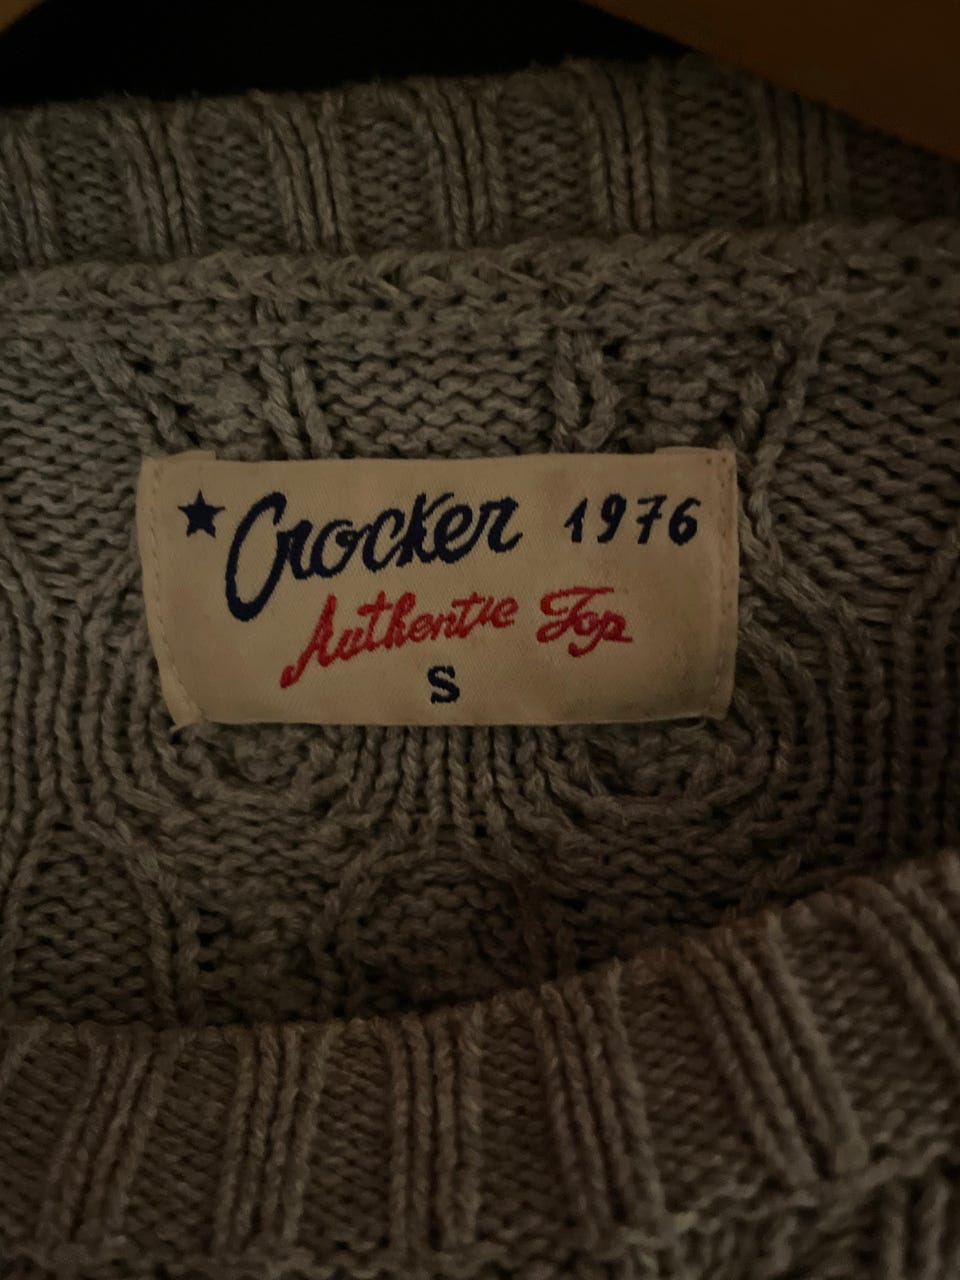 Crocker 1976
Authentic Top
S